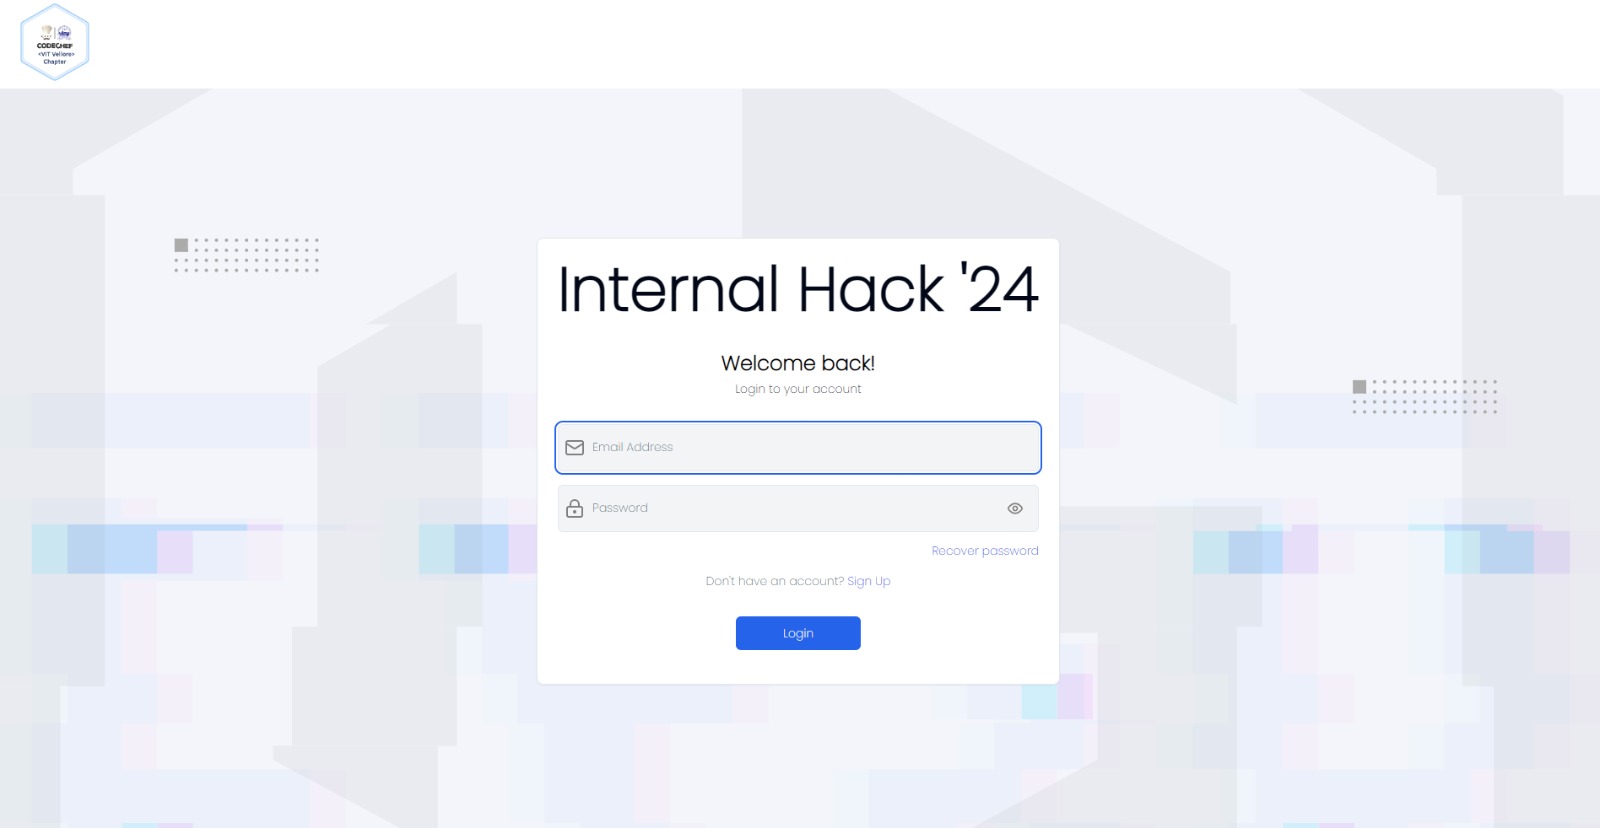 CODECHEF
<VIT Vellore>
Chapter
Internal Hack '24
Welcome back!
Login to your account
Email Address
Password
Recover password
Don't have an account? Sign Up
Login